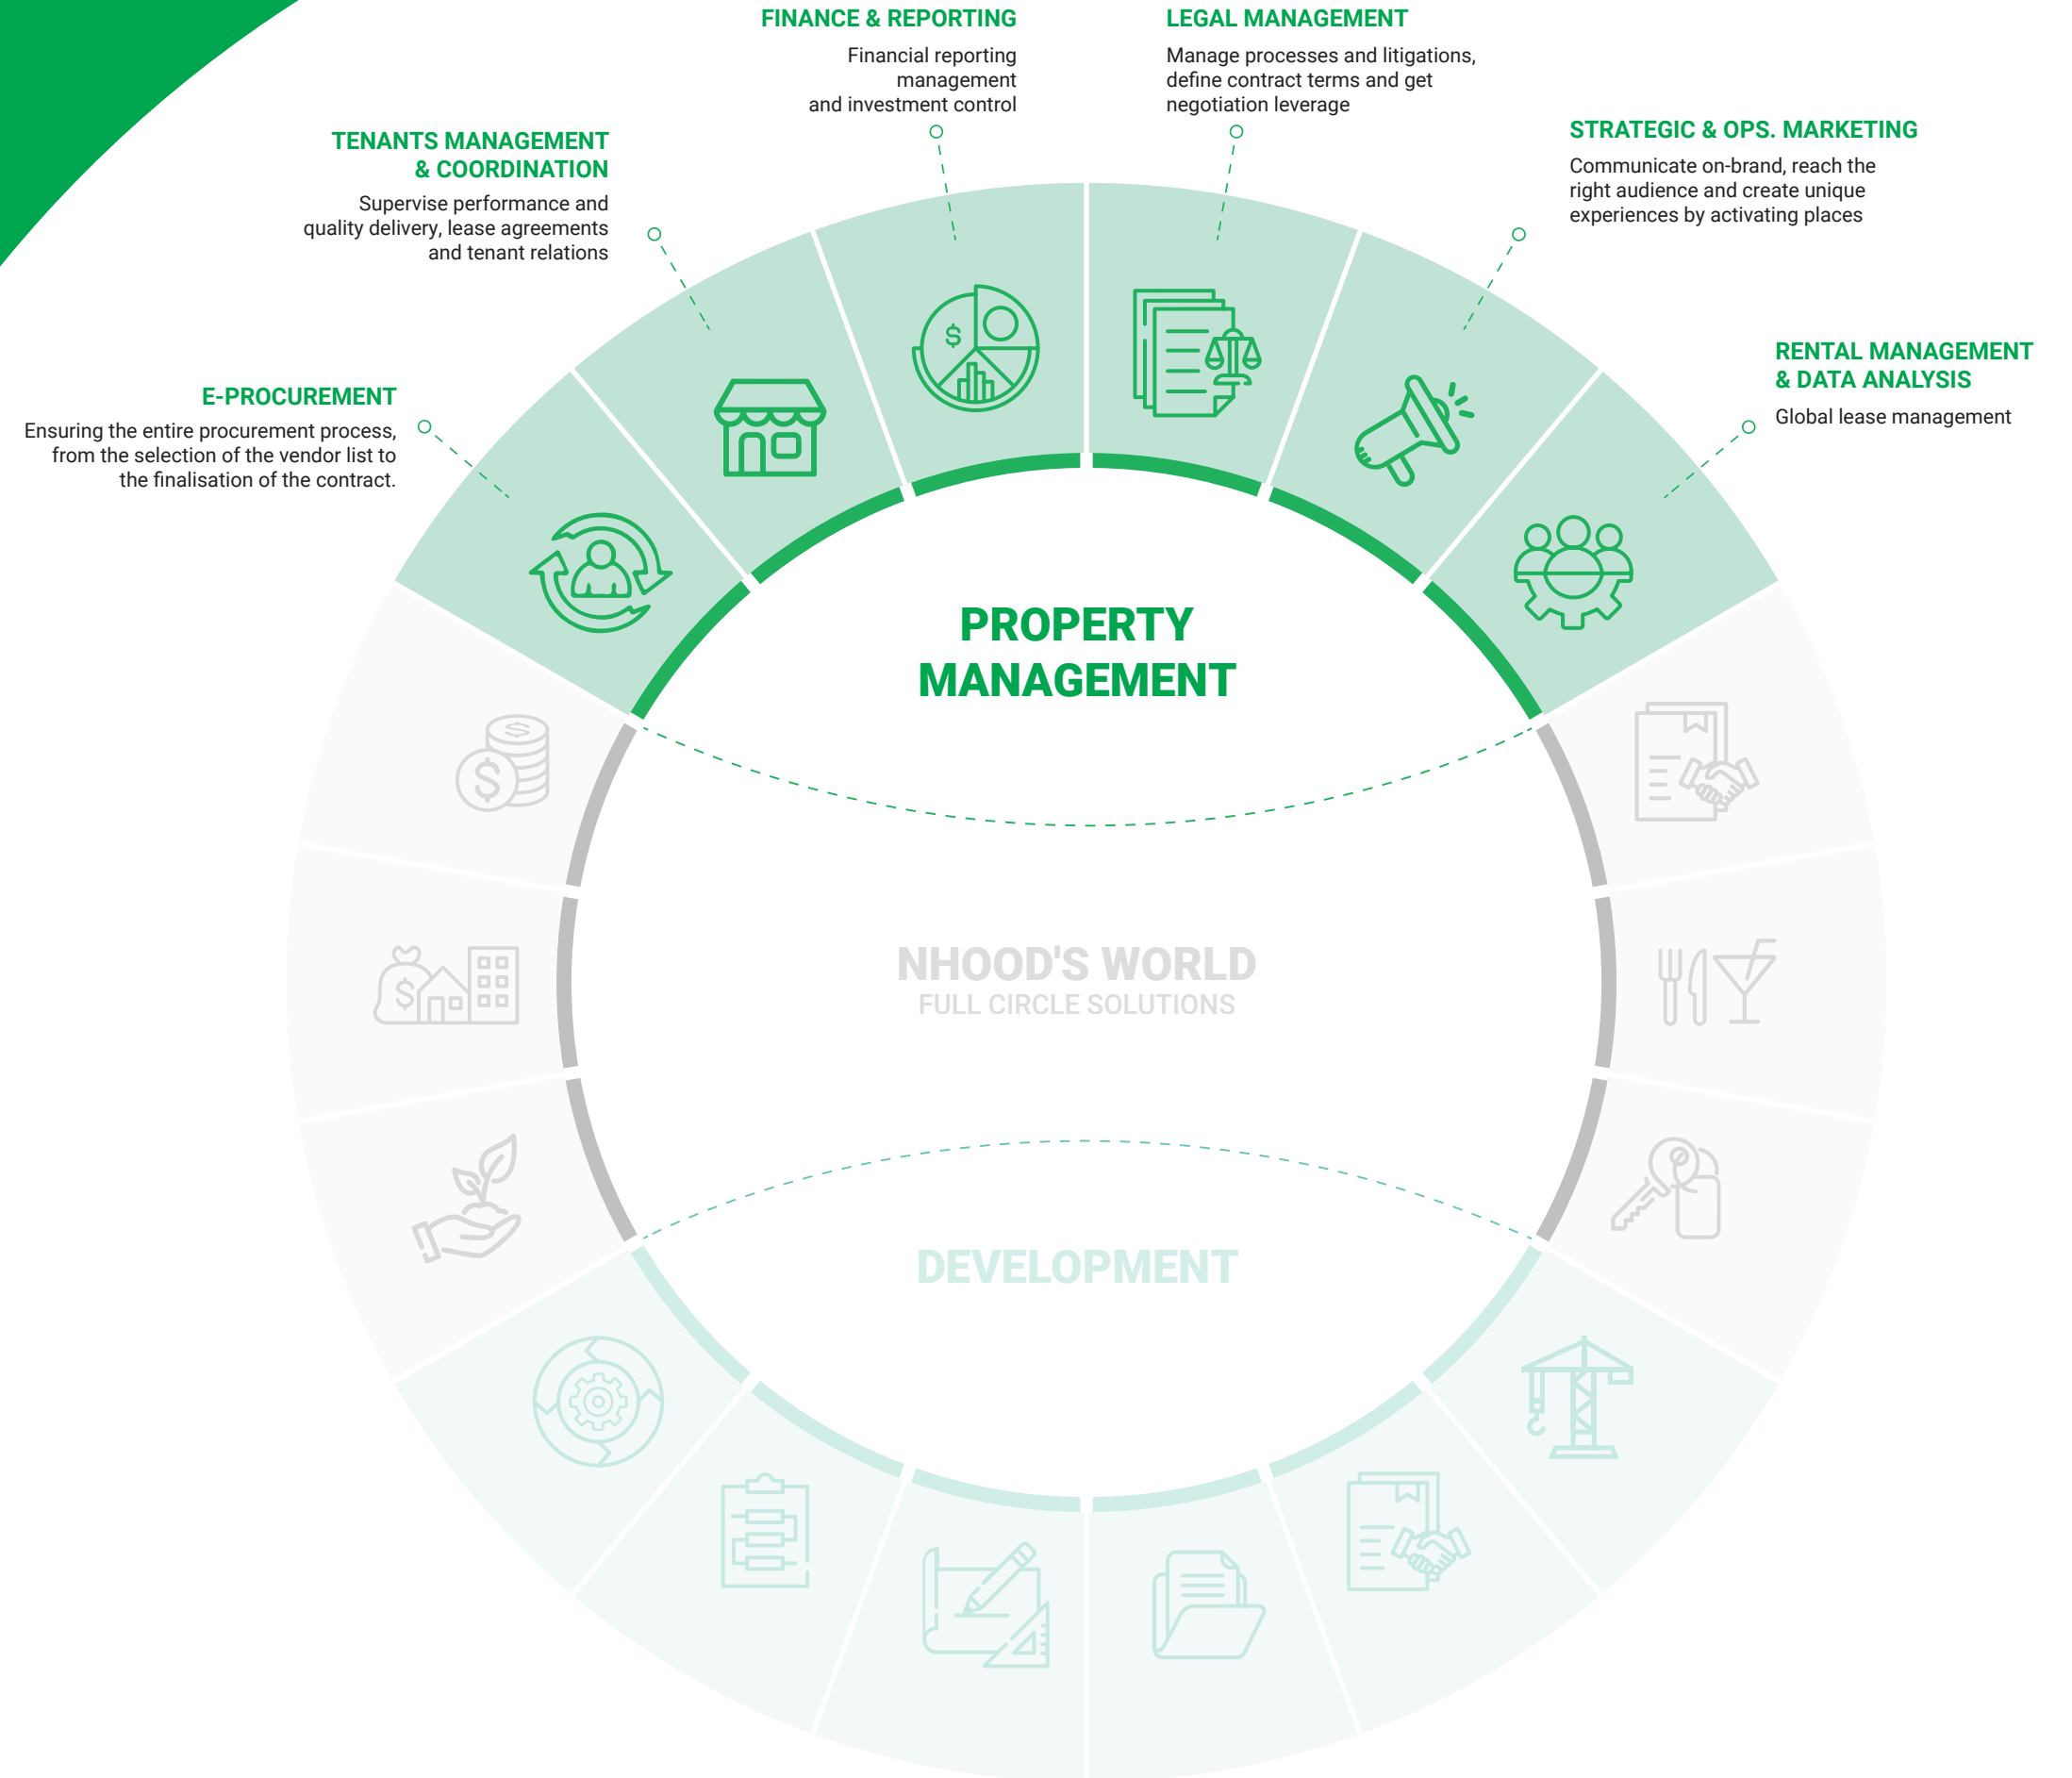 FINANCE & REPORTING
Financial reporting
management
and investment control
LEGAL MANAGEMENT
Manage processes and litigations,
define contract terms and get
negotiation leverage
TENANTS MANAGEMENT
& COORDINATION
Supervise performance and
quality delivery, lease agreements
and tenant relations
STRATEGIC & OPS. MARKETING
Communicate on-brand, reach the
right audience and create unique
experiences by activating places
E-PROCUREMENT
Ensuring the entire procurement process,
from the selection of the vendor list to
the finalisation of the contract.
RENTAL MANAGEMENT
& DATA ANALYSIS
Global lease management
PROPERTY
MANAGEMENT
NHOOD'S WORLD
FULL CIRCLE SOLUTIONS
DEVELOPMENT